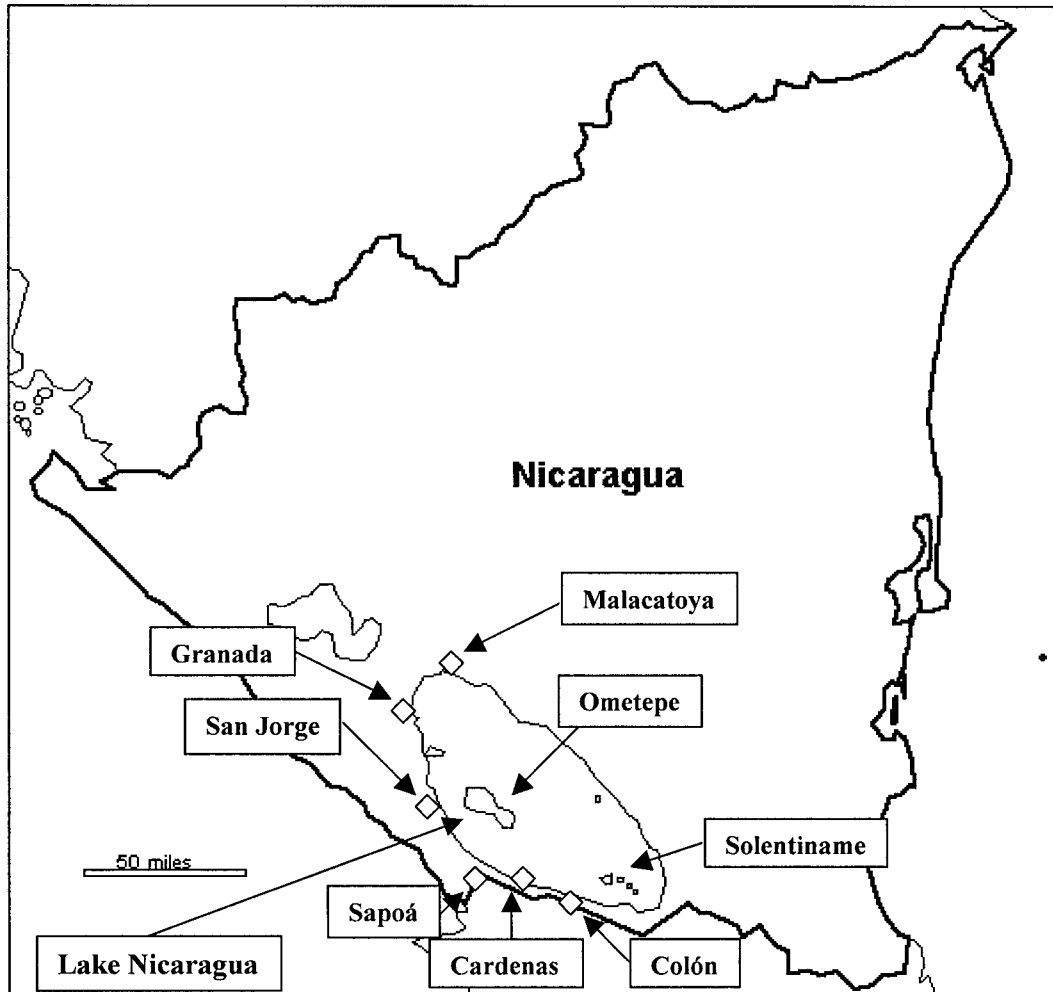 Nicaragua
Malacatoya
Granada
Ometepe
San Jorge
Solentiname
50 miles
Sapoá
Lake Nicaragua
Cardenas
Colón